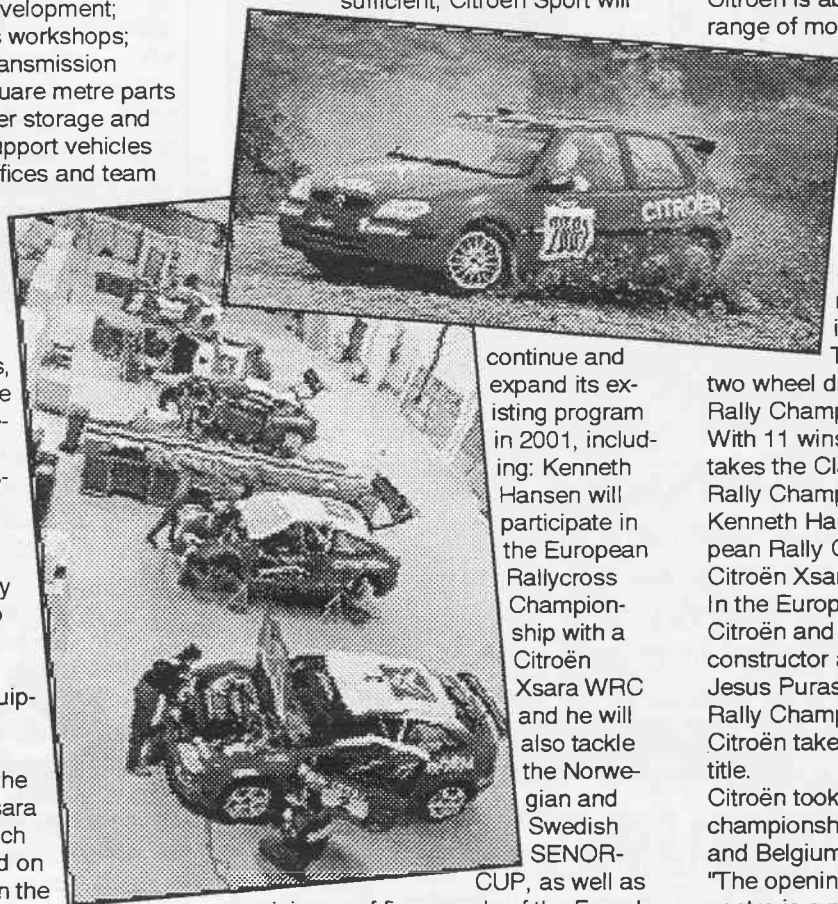 velopment;
workshops;
ansmission
uare metre parts
er storage and
upport vehicles
fices and team
s,
e
-
-
y
uip-
he
sara
ch
d on
n the
sufficient, Citroën Sport will
CITROËN
continue and
expand its ex-
isting program
in 2001, includ-
ing: Kenneth
Hansen will
participate in
the European
Rallycross
Champion-
ship with a
Citroën
Xsara WRC
and he will
also tackle
the Norwe-
gian and
Swedish
SENOR-
CUP, as well as
range of mo
two wheel d
Rally Champ
With 11 wins
takes the Cl
Rally Champ
Kenneth Ha
pean Rally C
Citroën Xsar
In the Europ
Citroën and
constructor
Jesus Puras
Rally Champ
Citroën take
title.
Citroën took
championsh
and Belgium
"The openin